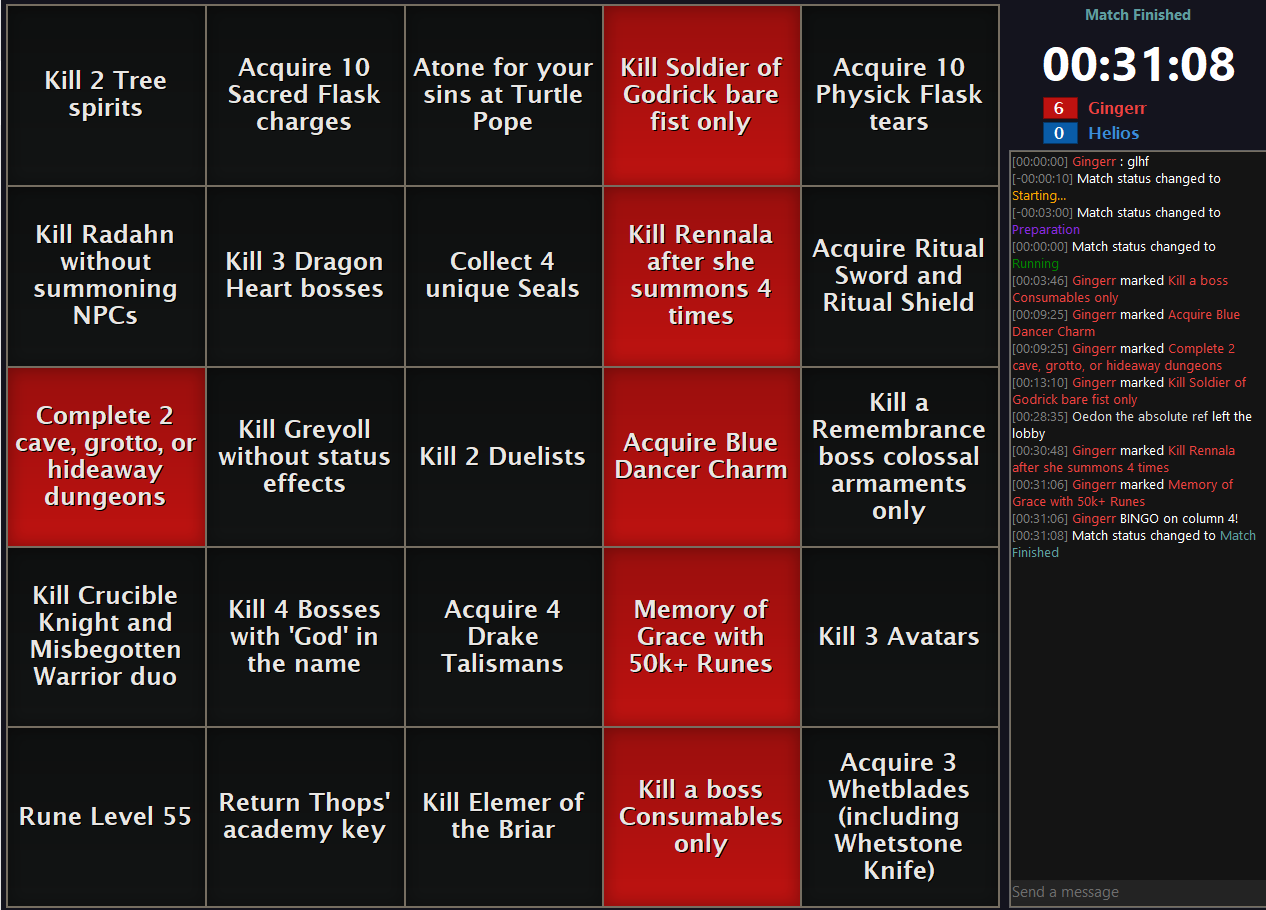 Kill 2 Tree
spirits
Acquire 10
Sacred Flask
charges
Atone for your
sins at Turtle
Pope
Kill Soldier of
Godrick bare
fist only
Acquire 10
Physick Flask
tears
Kill Radahn
without
summoning
NPCs
Kill 3 Dragon
Heart bosses
Collect 4
unique Seals
Kill Rennala
after she
summons 4
times
Acquire Ritual
Sword and
Ritual Shield
Complete 2
cave, grotto, or
hideaway
dungeons
Kill Greyoll
without status
effects
Kill 2 Duelists
Acquire Blue
Dancer Charm
Kill a
Remembrance
boss colossal
armaments
only
Kill Crucible
Knight and
Misbegotten
Warrior duo
Kill 4 Bosses
with 'God' in
the name
Acquire 4
Drake
Talismans
Memory of
Grace with
50k+ Runes
Kill 3 Avatars
Rune Level 55
Return Thops'
academy key
Kill Elemer of
the Briar
Kill a boss
Consumables
only
Acquire 3
Whetblades
(including
Whetstone
Knife)
Match Finished
00:31:08
6 Gingerr
0 Helios
[00:00:00] Gingerr : glhf
[-00:00:10] Match status changed to
Starting...
[-00:03:00] Match status changed to
Preparation
[00:00:00] Match status changed to
Running
[00:03:46] Gingerr marked Kill a boss
Consumables only
[00:09:25] Gingerr marked Acquire Blue
Dancer Charm
[00:09:25] Gingerr marked Complete 2
cave, grotto, or hideaway dungeons
[00:13:10] Gingerr marked Kill Soldier of
Godrick bare fist only
[00:28:35] Oedon the absolute ref left the
lobby
[00:30:48] Gingerr marked Kill Rennala
after she summons 4 times
[00:31:06] Gingerr marked Memory of
Grace with 50k+ Runes
[00:31:06] Gingerr BINGO on column 4!
[00:31:08] Match status changed to Match
Finished
Send a message